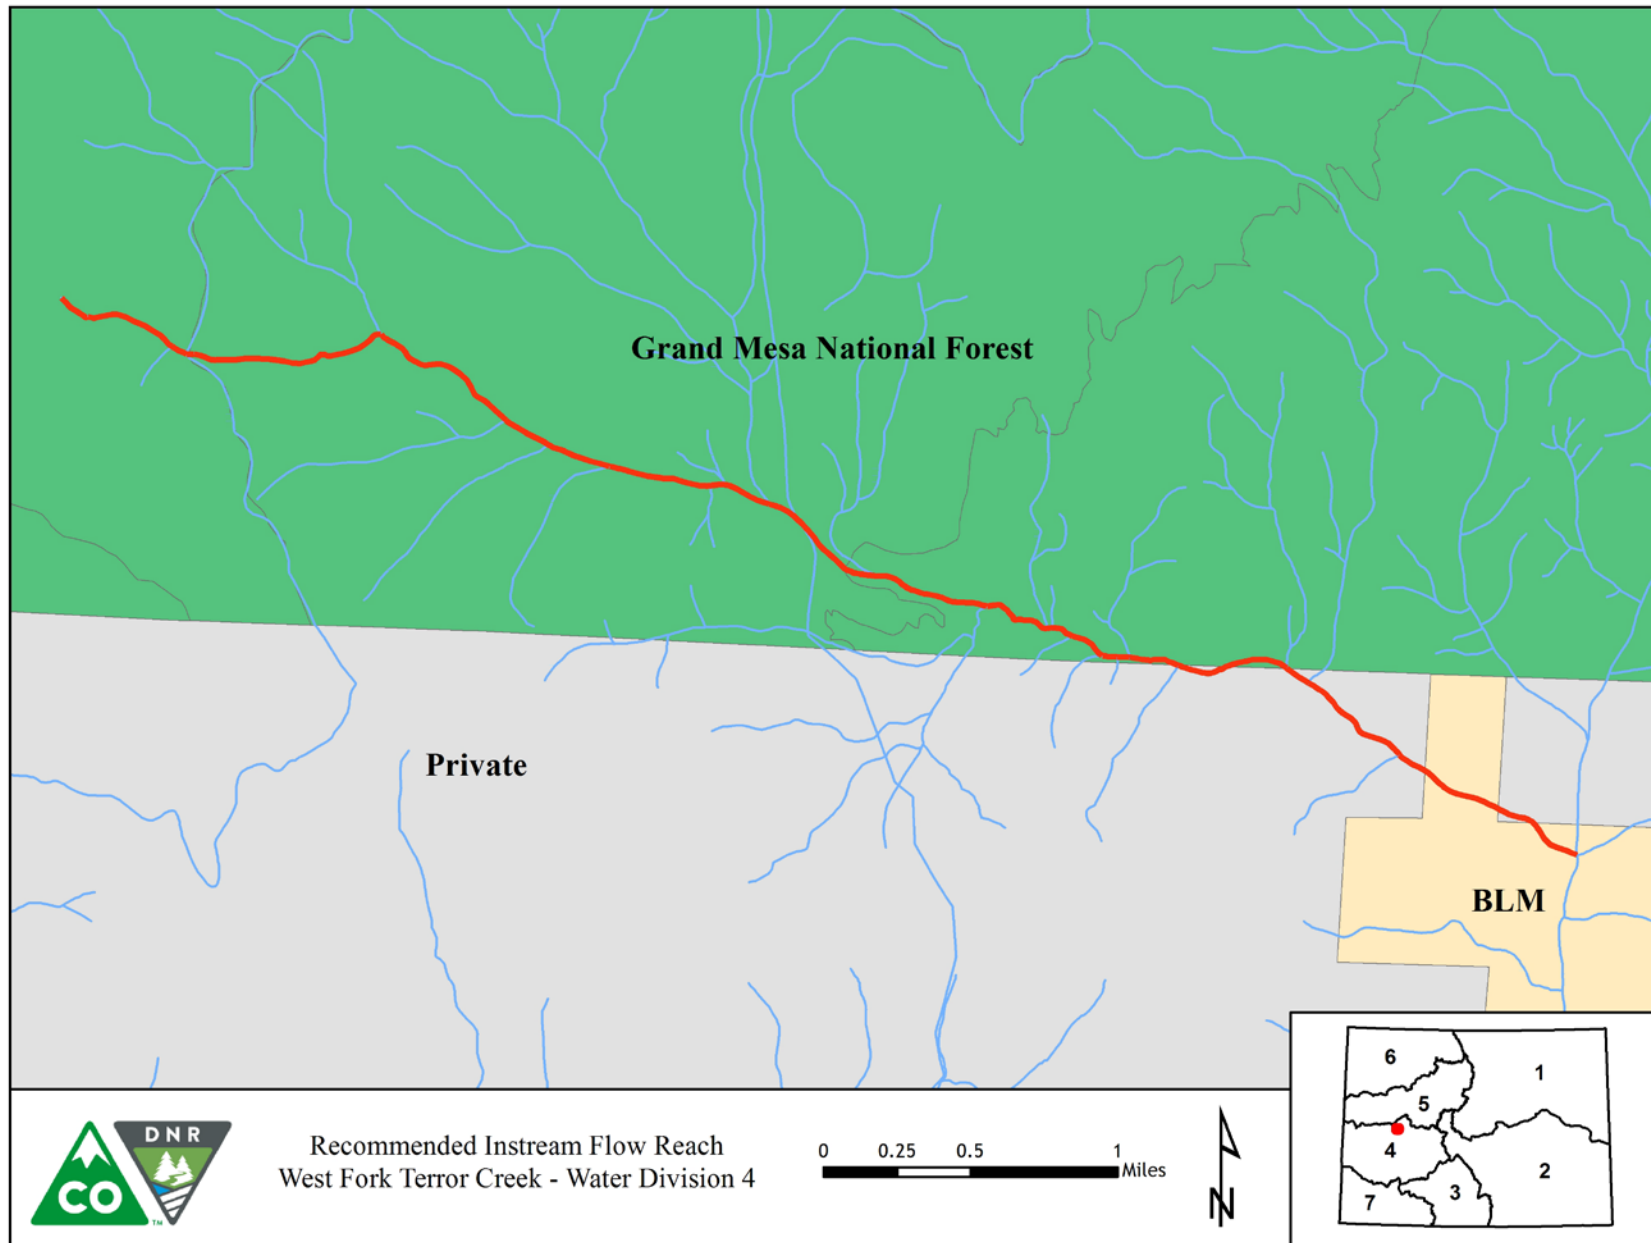 Grand Mesa National Forest
Private
BLM
CO
TM
DNR
Recommended Instream Flow Reach
West Fork Terror Creek - Water Division 4
0 0.25 0.5 1
Miles
N
6
1
5
4
2
3
7